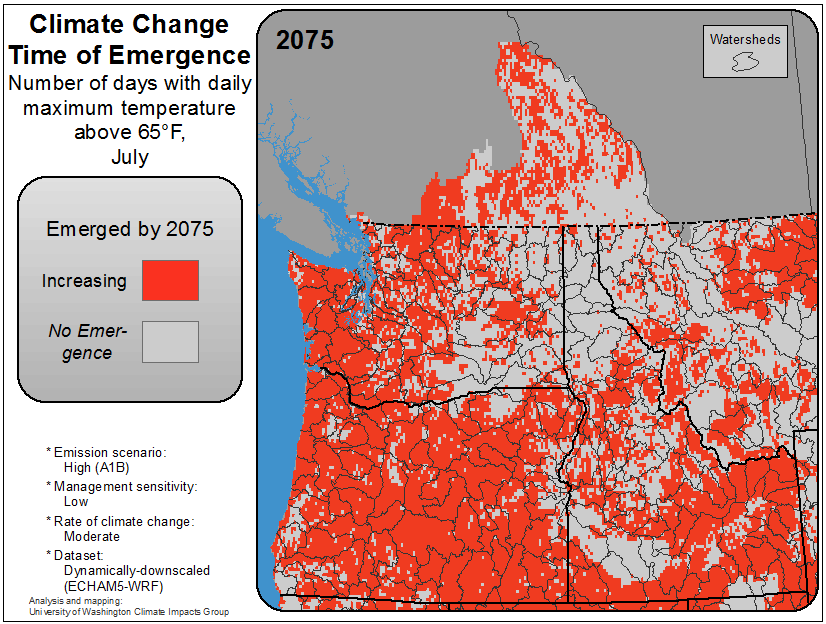 Climate Change
Time of Emergence
Number of days with daily
maximum temperature
above 65°F,
July
Emerged by 2075
Increasing
No Emer-
gence
* Emission scenario:
High (A1B)
* Management sensitivity:
Low
* Rate of climate change:
Moderate
* Dataset:
Dynamically-downscaled
(ECHAM5-WRF)
Analysis and mapping:
University of Washington Climate Impacts Group
2075
Watersheds